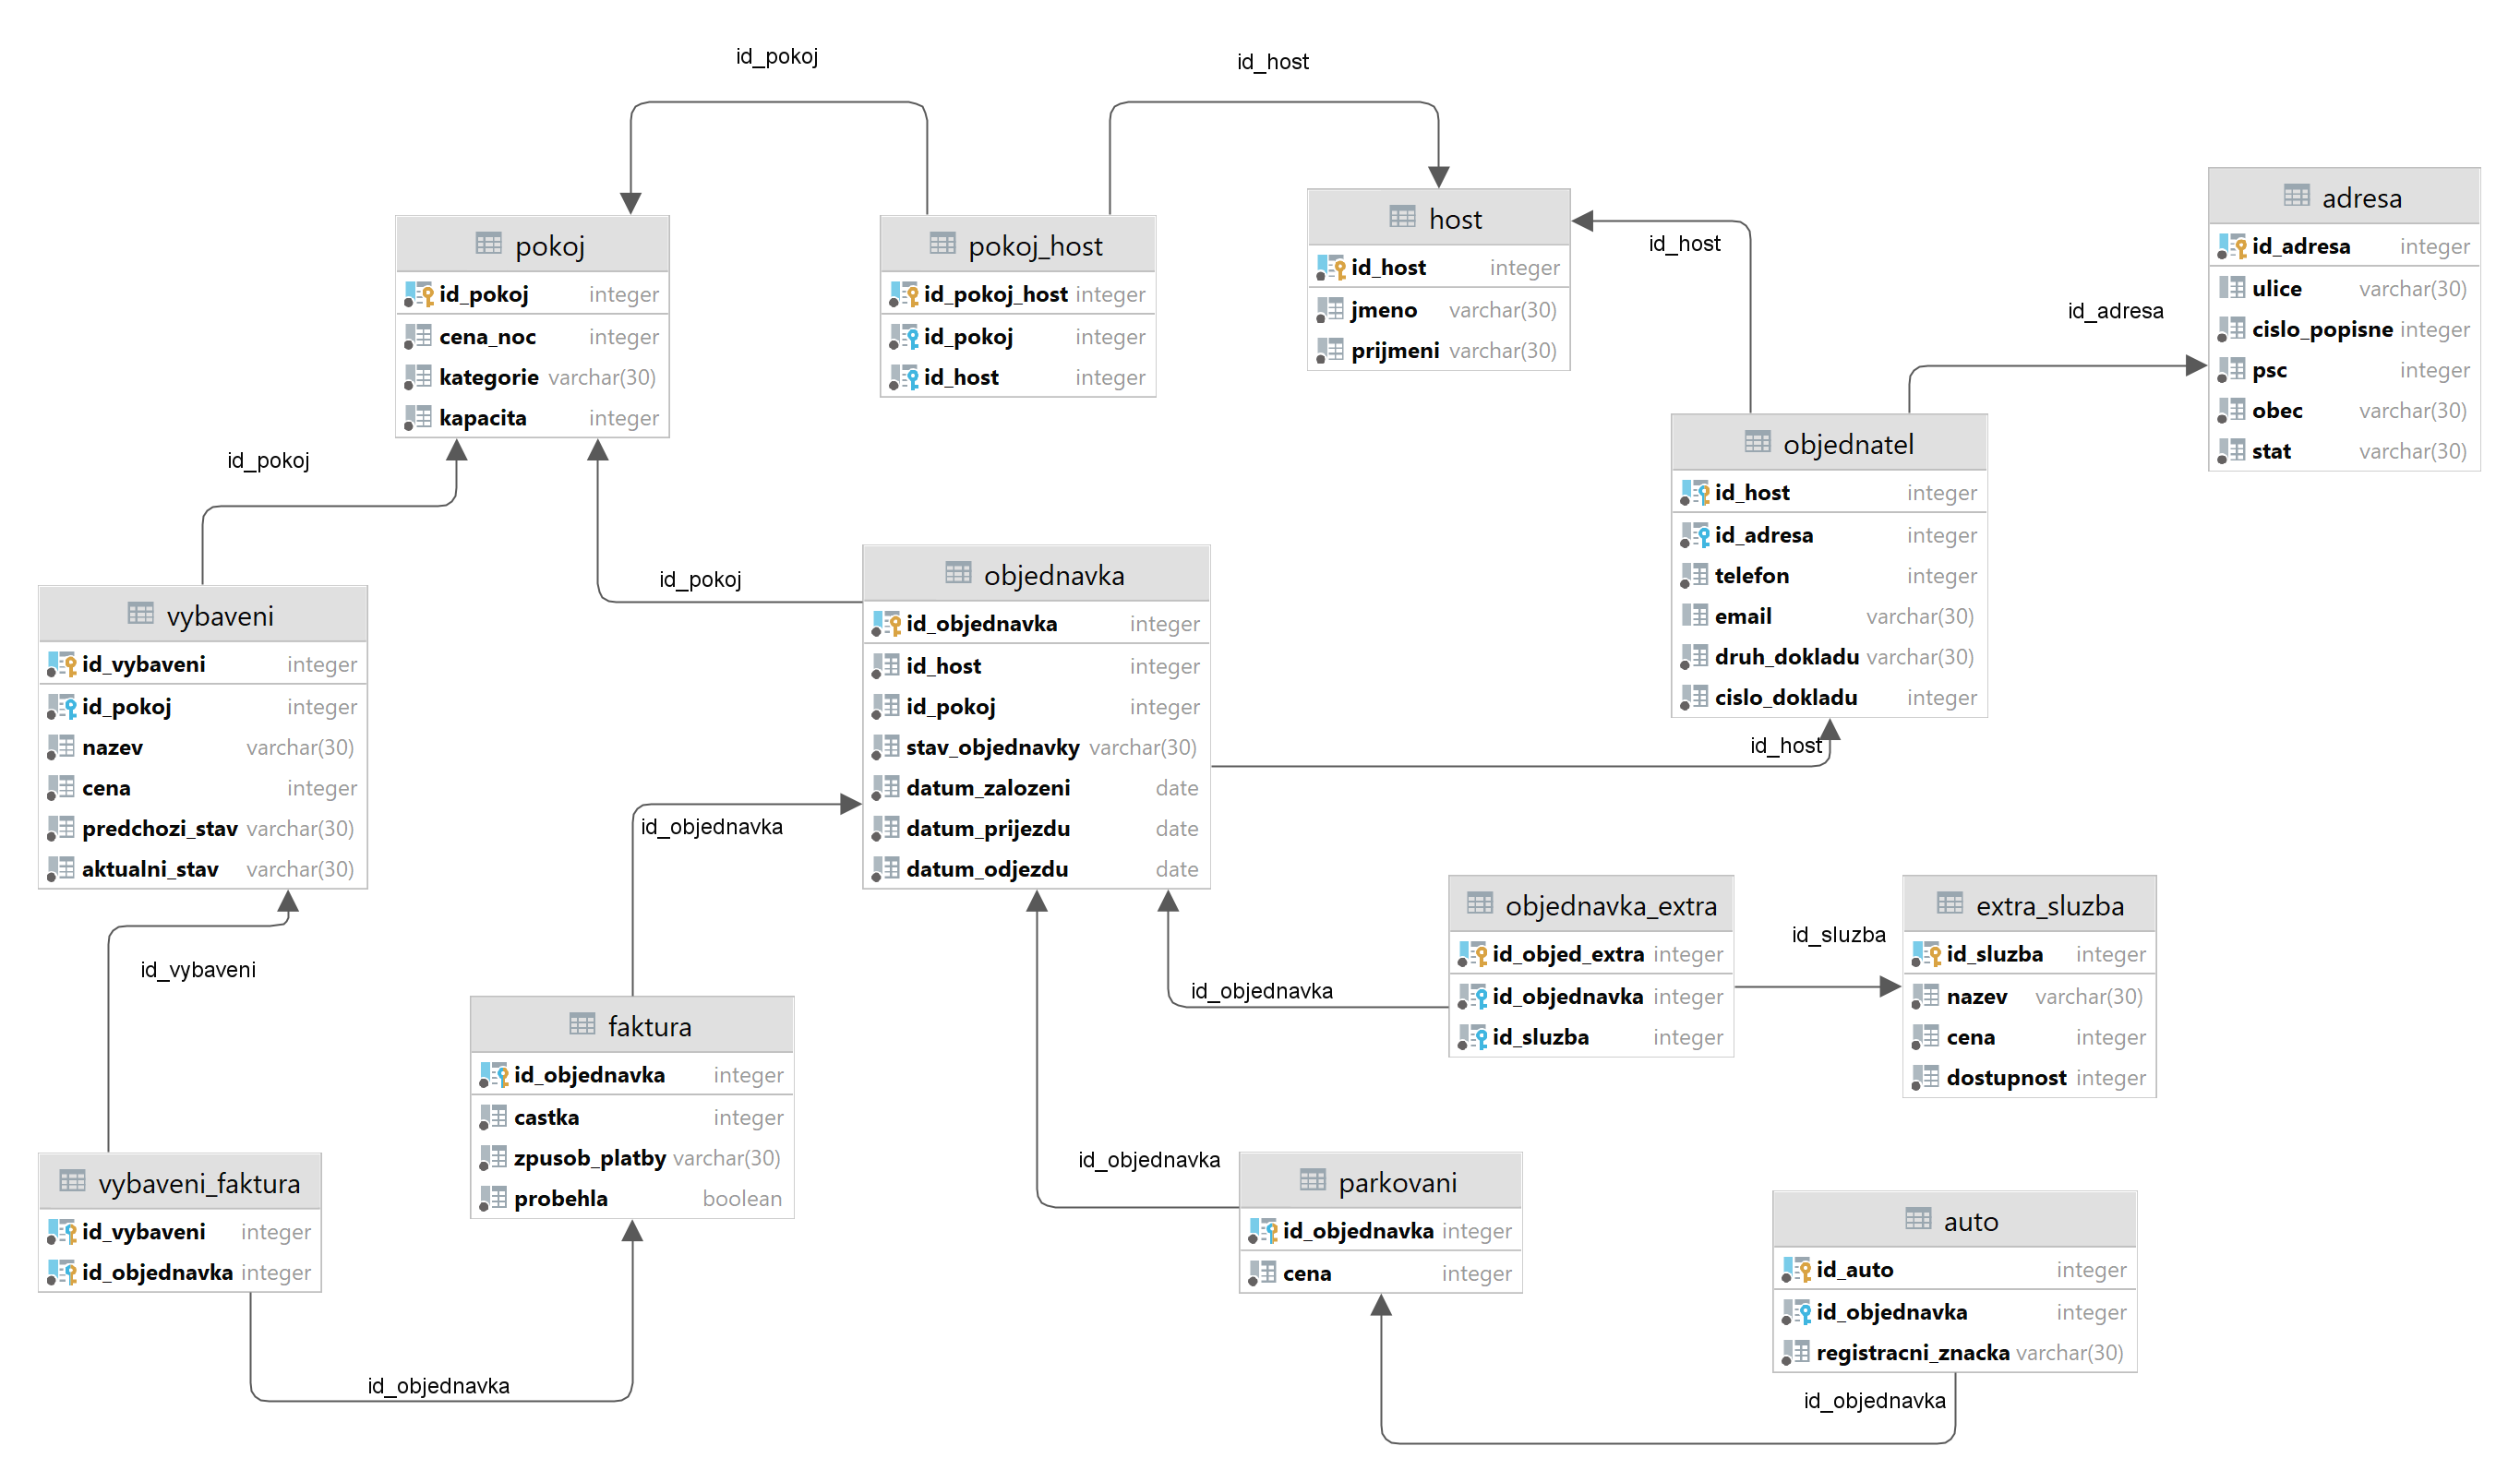 id_pokoj
id_host
pokoj
id_pokoj integer
cena_noc integer
kategorie varchar(30)
kapacita integer
pokoj_host
id_pokoj_host integer
id_pokoj integer
id_host integer
host
id_host integer
jmeno varchar(30)
prijmeni varchar(30)
id_host
adresa
id_adresa integer
ulice varchar(30)
cislo_popisne integer
psc integer
obec varchar(30)
stat varchar(30)
id_adresa
objednatel
id_host integer
id_adresa integer
telefon integer
email varchar(30)
druh_dokladu varchar(30)
cislo_dokladu integer
id_pokoj
id_pokoj
vybaveni
id_vybaveni integer
id_pokoj integer
nazev varchar(30)
cena integer
predchozi_stav varchar(30)
aktualni_stav varchar(30)
objednavka
id_objednavka integer
id_host integer
id_pokoj integer
stav_objednavky varchar(30)
datum_zalozeni date
datum_prijezdu date
datum_odjezdu date
id_host
id_objednavka
id_vybaveni
id_objednavka
objednavka_extra
id_objed_extra integer
id_objednavka integer
id_sluzba integer
id_sluzba
extra_sluzba
id_sluzba integer
nazev varchar(30)
cena integer
dostupnost integer
faktura
id_objednavka integer
castka integer
zpusob_platby varchar(30)
probehla boolean
vybaveni_faktura
id_vybaveni integer
id_objednavka integer
id_objednavka
parkovani
id_objednavka integer
cena integer
auto
id_auto integer
id_objednavka integer
registracni_znacka varchar(30)
id_objednavka
id_objednavka